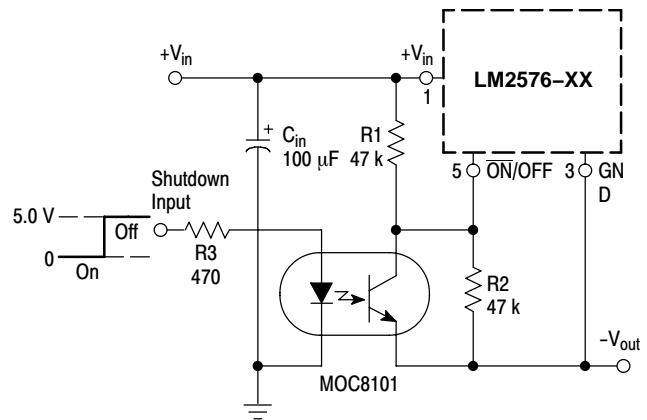 +Vin
+Vin
1
LM2576–XX
Cin
100 µF
+
R1
47 k
5
ON/OFF
3
GN
D
Shutdown
Input
5.0 V
Off
0
On
R3
470
R2
47 k
–Vout
MOC8101